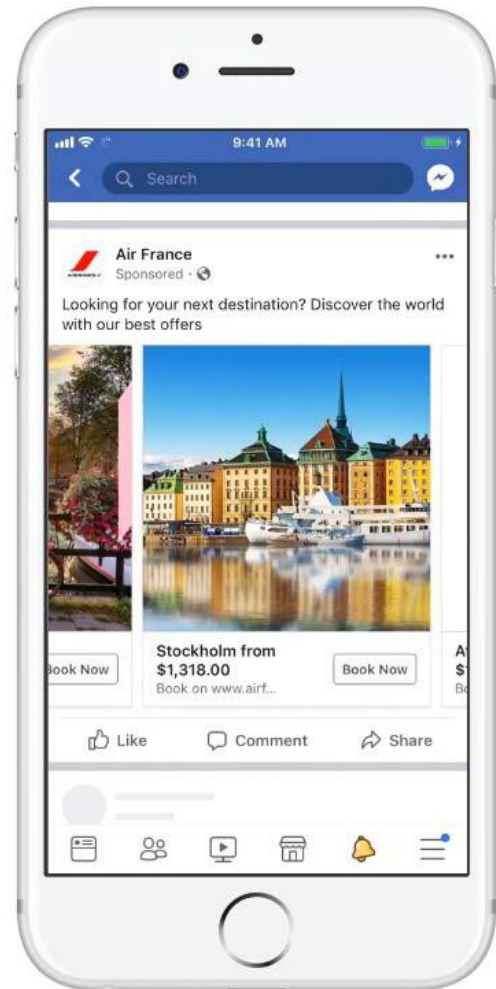 9:41 AM
Search
Air France
Sponsored
Looking for your next destination? Discover the world
with our best offers
Book Now
Stockholm from
$1,318.00
Book on www.airf...
Book Now
Like
Comment
Share